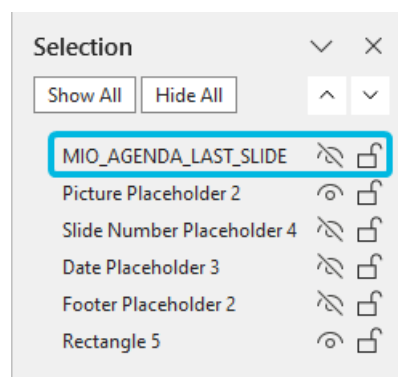 Selection
Show All Hide All
MIO_AGENDA_LAST_SLIDE
Picture Placeholder 2
Slide Number Placeholder 4
Date Placeholder 3
Footer Placeholder 2
Rectangle 5